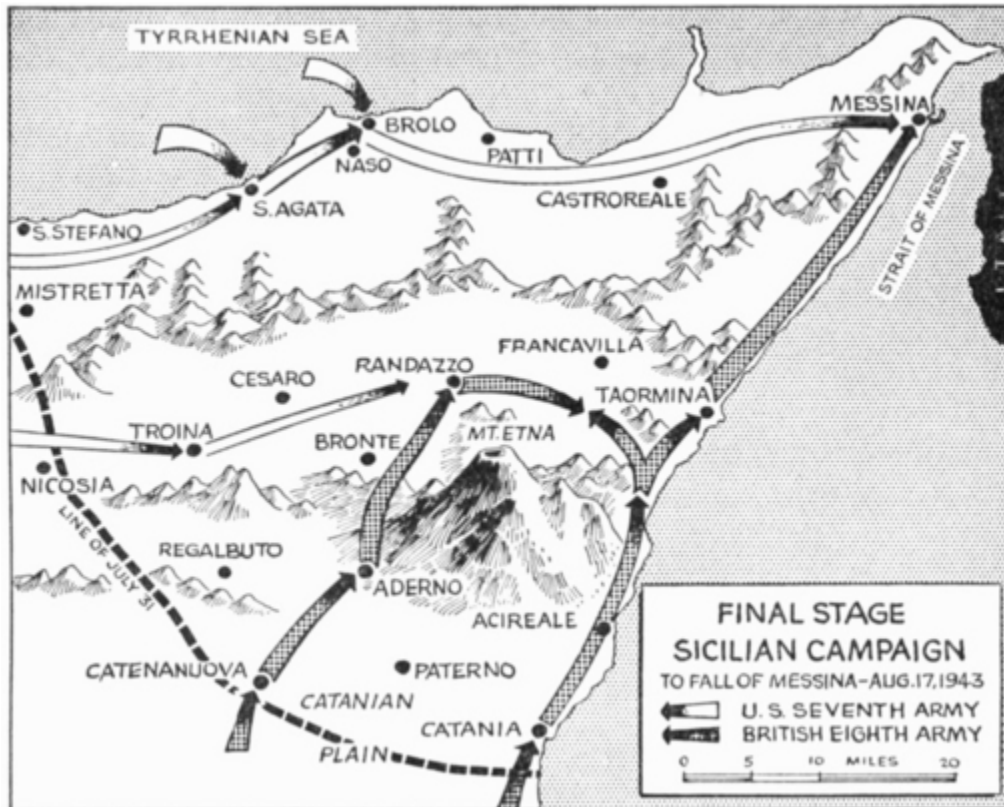 TYRRHENIAN SEA
MESSINA
BROLO
NASO
PATTI
S. AGATA
CASTROREALE
S. STEFANO
STRAIT OF MESSINA
MISTRETTA
FRANCAVILLA
RANDAZZO
CESARO
TAORMINA
TROINA
BRONTE
MT. ETNA
NICOSIA
LINE OF JULY 31
REGALBUTO
ADERNO
ACIREALE
CATENANUOVA
PATERNO
CATANIAN
PLAIN
CATANIA
FINAL STAGE
SICILIAN CAMPAIGN
TO FALL OF MESSINA-AUG. 17, 1943
U. S. SEVENTH ARMY
BRITISH EIGHTH ARMY
0 5 10 MILES 20